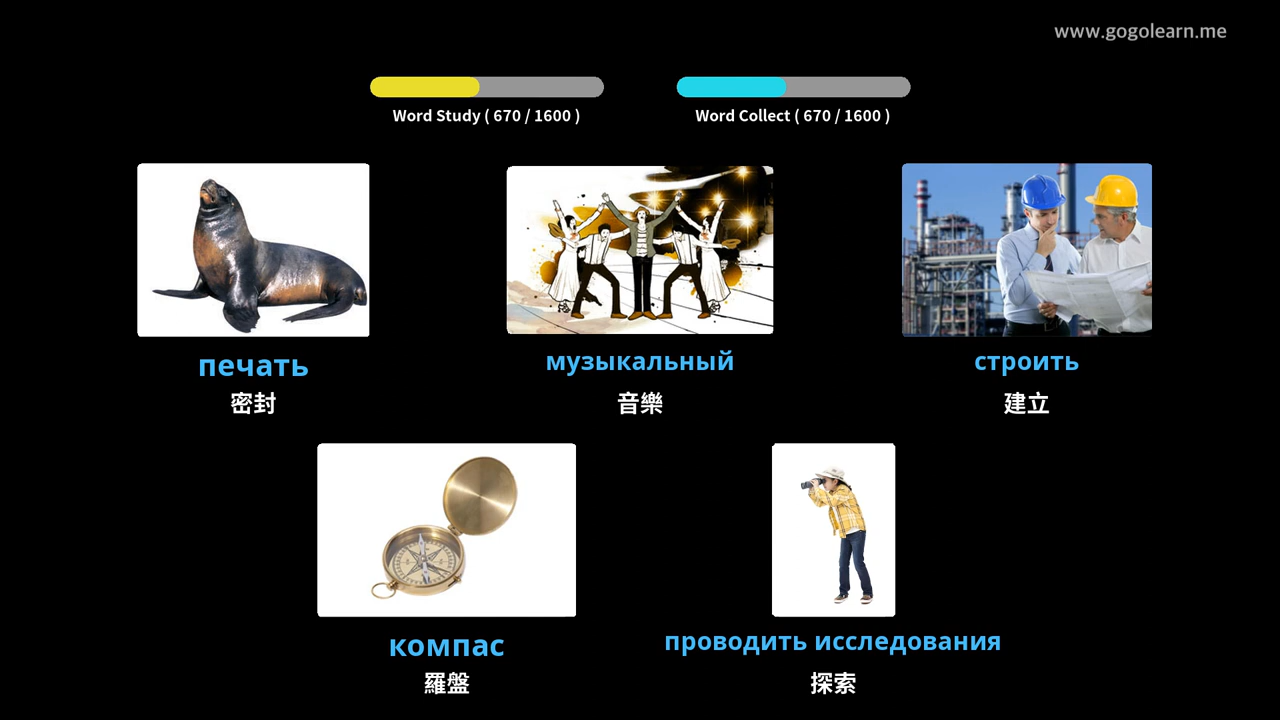 www.gogolearn.me
Word Study ( 670 / 1600 )
Word Collect ( 670 / 1600 )
печать
密封
музыкальный
音樂
строить
建立
компас
羅盤
проводить исследования
探索